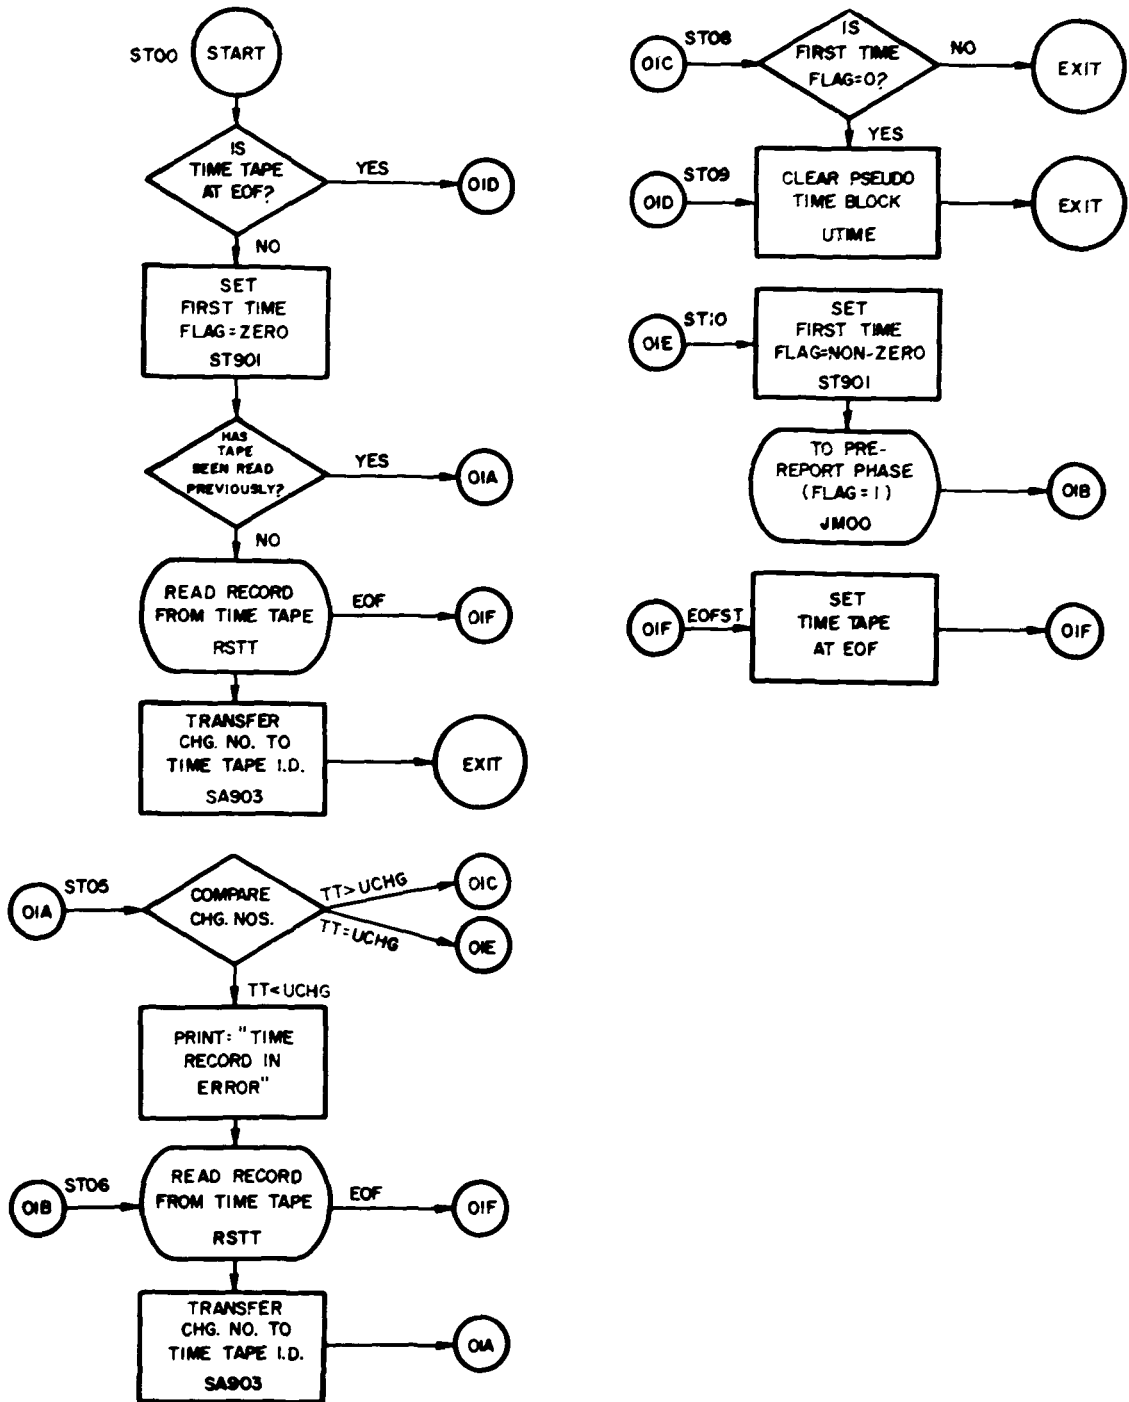 ST00
START
IS
TIME TAPE
AT EOF?
YES
01D
NO
SET
FIRST TIME
FLAG=ZERO
ST901
HAS
TAPE
BEEN READ
PREVIOUSLY?
YES
01A
NO
READ RECORD
FROM TIME TAPE
RSTT
EOF
01F
TRANSFER
CHG. NO. TO
TIME TAPE I.D.
SA903
EXIT
01A
ST05
COMPARE
CHG. NOS.
TT>UCHG
01C
TT=UCHG
01E
TT<UCHG
PRINT: "TIME
RECORD IN
ERROR"
01B
ST06
READ RECORD
FROM TIME TAPE
RSTT
EOF
01F
TRANSFER
CHG. NO. TO
TIME TAPE I.D.
SA903
01A
01C
ST08
IS
FIRST TIME
FLAG=0?
NO
EXIT
YES
01D
ST09
CLEAR PSEUDO
TIME BLOCK
UTIME
EXIT
01E
ST10
SET
FIRST TIME
FLAG=NON-ZERO
ST901
TO PRE-
REPORT PHASE
(FLAG=1)
JM00
01B
01F
EOFST
SET
TIME TAPE
AT EOF
01F